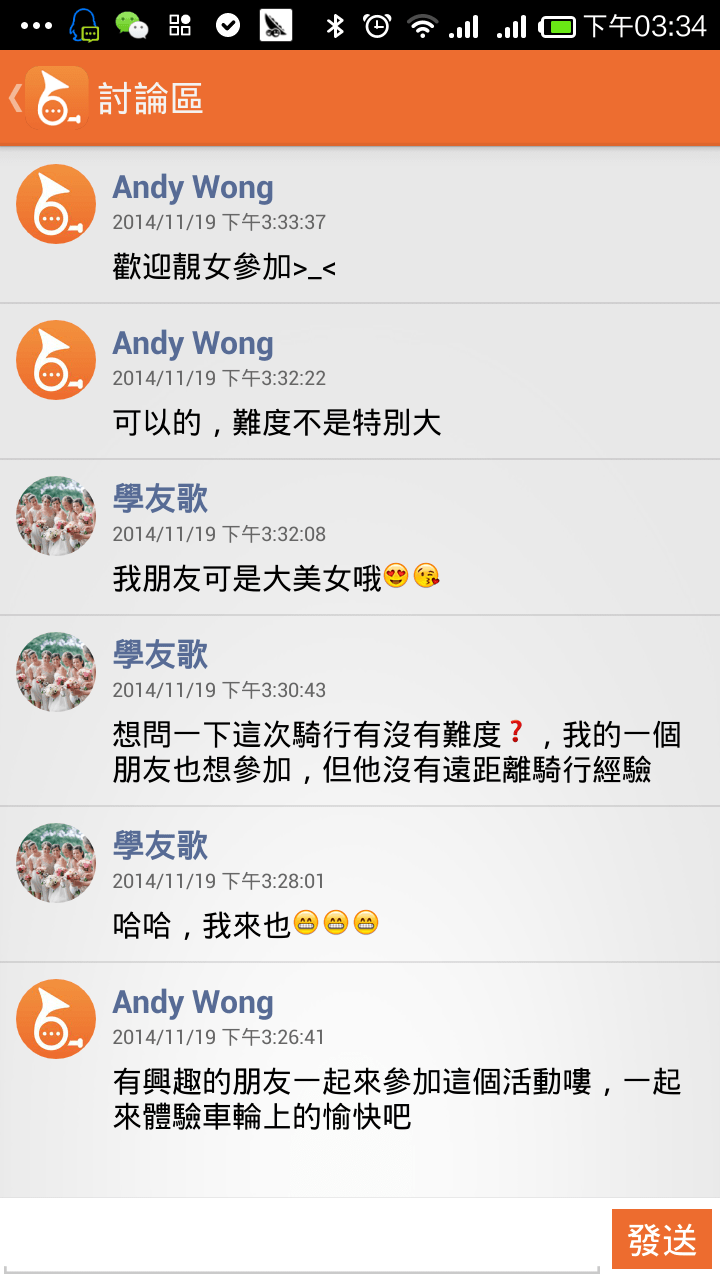 下午03:34
討論區
Andy Wong
2014/11/19 下午3:33:37
歡迎靚女參加>_<
Andy Wong
2014/11/19 下午3:32:22
可以的，難度不是特別大
學友歌
2014/11/19 下午3:32:08
我朋友可是大美女哦😍😘
學友歌
2014/11/19 下午3:30:43
想問一下這次騎行有沒有難度❓，我的一個
朋友也想參加，但他沒有遠距離騎行經驗
學友歌
2014/11/19 下午3:28:01
哈哈，我來也😁😁😁
Andy Wong
2014/11/19 下午3:26:41
有興趣的朋友一起來參加這個活動嘍，一起
來體驗車輪上的愉快吧
發送